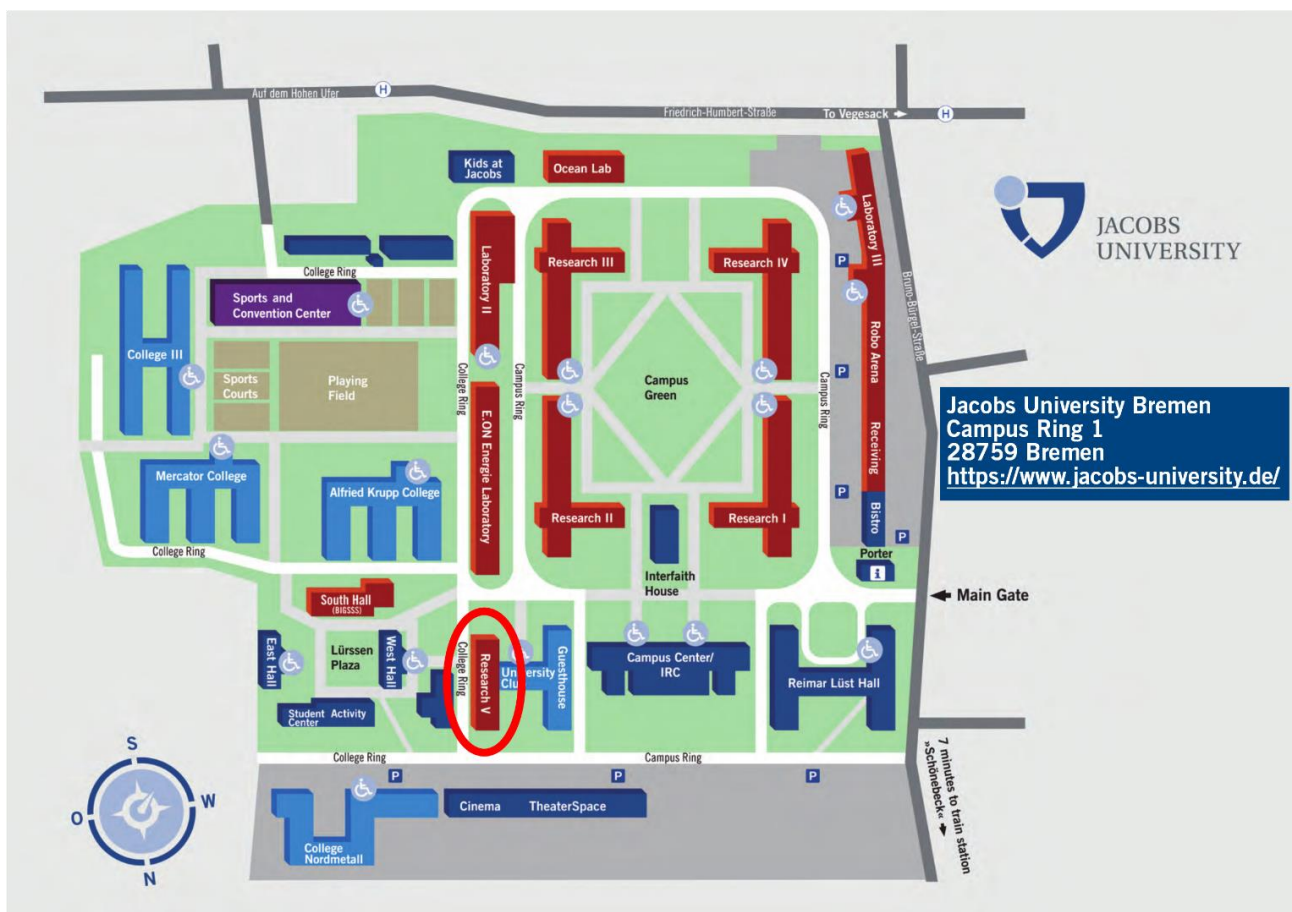 Auf dem Hohen Ufer
H
Friedrich-Humbert-Straße
To Vegesack
H
Kids at
Jacobs
Ocean Lab
JACOBS
UNIVERSITY
Laboratory III
Laboratory II
Research III
Research IV
P
College Ring
Sports and
Convention Center
Bruno-Bürgel-Straße
Robo Arena
College III
Sports
Courts
Playing
Field
College Ring
Campus Ring
Campus
Green
Campus Ring
P
Jacobs University Bremen
Campus Ring 1
28759 Bremen
https://www.jacobs-university.de/
E.ON Energie Laboratory
Receiving
Mercator College
Alfried Krupp College
P
Research II
Research I
Bistro
P
College Ring
Porter
i
Interfaith
House
Main Gate
South Hall
(BIGSSS)
East Hall
Lürssen
Plaza
West Hall
College Ring
Research V
University
Clu
Guesthouse
Campus Center/
IRC
Reimar Lüst Hall
Student Activity
Center
College Ring
Campus Ring
7 minutes to train station
»Schönebeck«
S
W
O
N
P
P
P
Cinema
TheaterSpace
College
Nordmetall